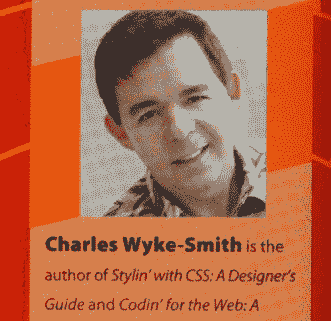 Charles Wyke-Smith is the
author of Stylin' with CSS: A Designer's
Guide and Codin' for the Web: A